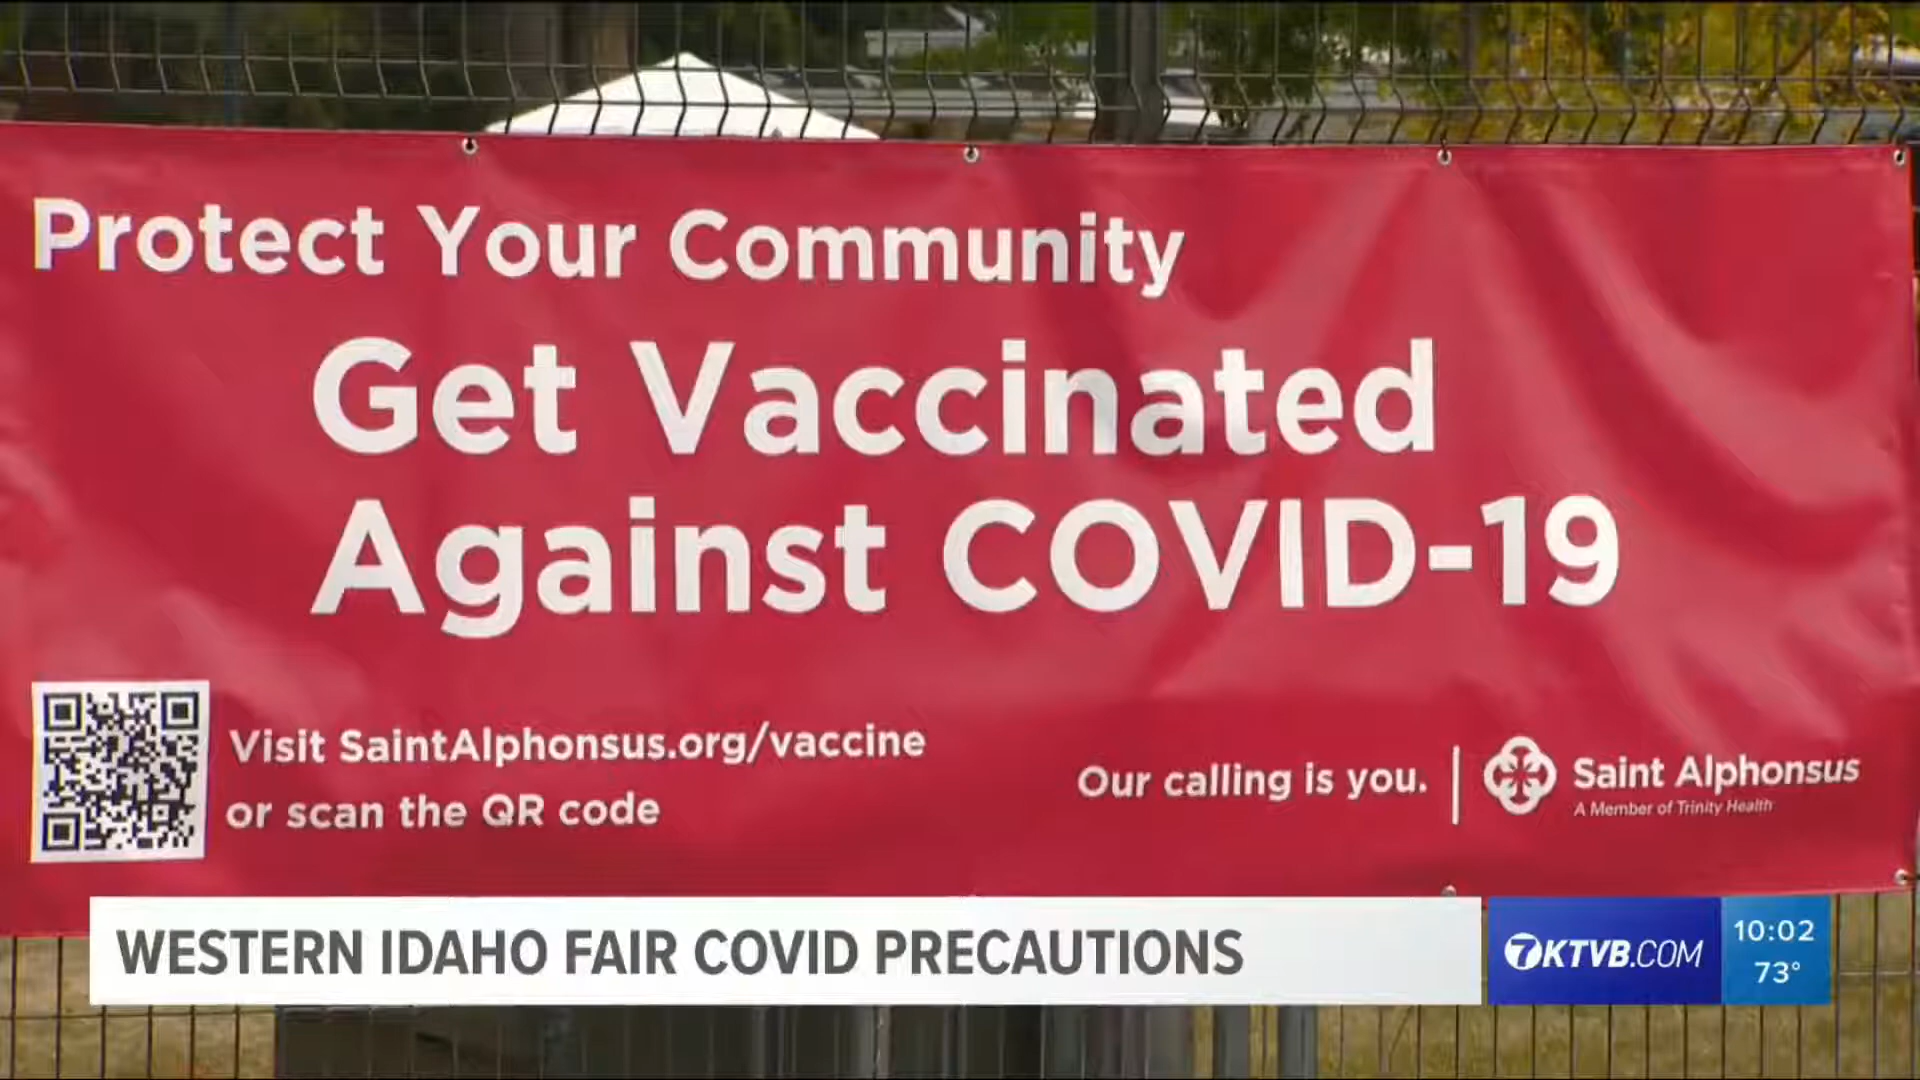 Protect Your Community
Get Vaccinated
Against COVID-19
Visit SaintAlphonsus.org/vaccine
or scan the QR code
Our calling is you.
Saint Alphonsus
A Member of Trinity Health
WESTERN IDAHO FAIR COVID PRECAUTIONS
7KTVB.COM
10:02
73°